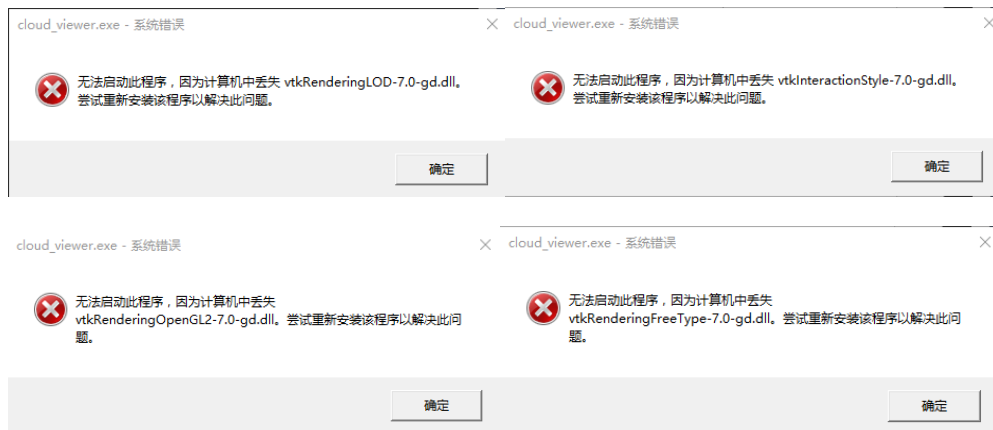 cloud_viewer.exe - 系统错误
无法启动此程序，因为计算机中丢失 vtkRenderingLOD-7.0-gd.dll。
尝试重新安装该程序以解决此问题。
确定
cloud_viewer.exe - 系统错误
无法启动此程序，因为计算机中丢失 vtkInteractionStyle-7.0-gd.dll。
尝试重新安装该程序以解决此问题。
确定
cloud_viewer.exe - 系统错误
无法启动此程序，因为计算机中丢失
vtkRenderingOpenGL2-7.0-gd.dll。尝试重新安装该程序以解决此问
题。
确定
cloud_viewer.exe - 系统错误
无法启动此程序，因为计算机中丢失
vtkRenderingFreeType-7.0-gd.dll。尝试重新安装该程序以解决此问
题。
确定